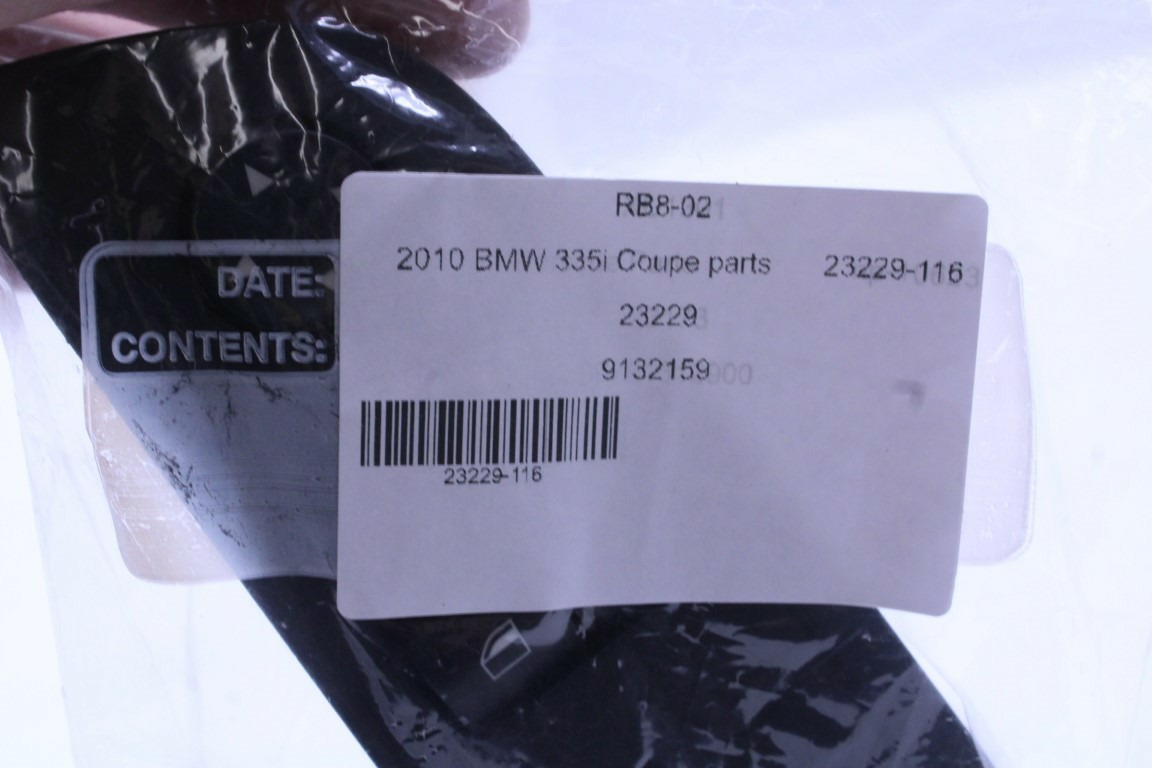 RB8-02
2010 BMW 335i Coupe parts 23229-116
23229
9132159
23229-116
DATE:
CONTENTS: